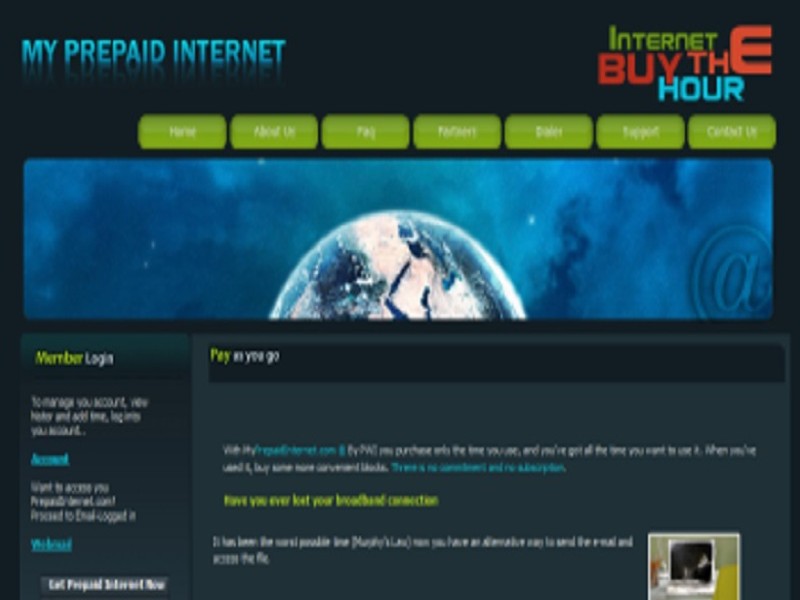 MY PREPAID INTERNET
INTERNET
BUY THE
HOUR
Home
About Us
Faq
Partners
Dialer
Support
Contact Us
@
Member Login
Pay as you go
To manage you account, view
histor and add time, log into
you account..
Account
Want to access you
PrepaidInternet.com?
Proceed to Email-Logged in
Webmail
Get Prepaid Internet Now
With MyPrepaidInternet.com you purchase only the time you use, and you've got all the time you want to use it. When you've
used it, buy some more convenient blocks. There is no commitment and no subscription.
Have you ever lost your broadband connection
It has been the worst possible time (Murphy's Law) now you have an alternative way to send the e-mail and
access the file.